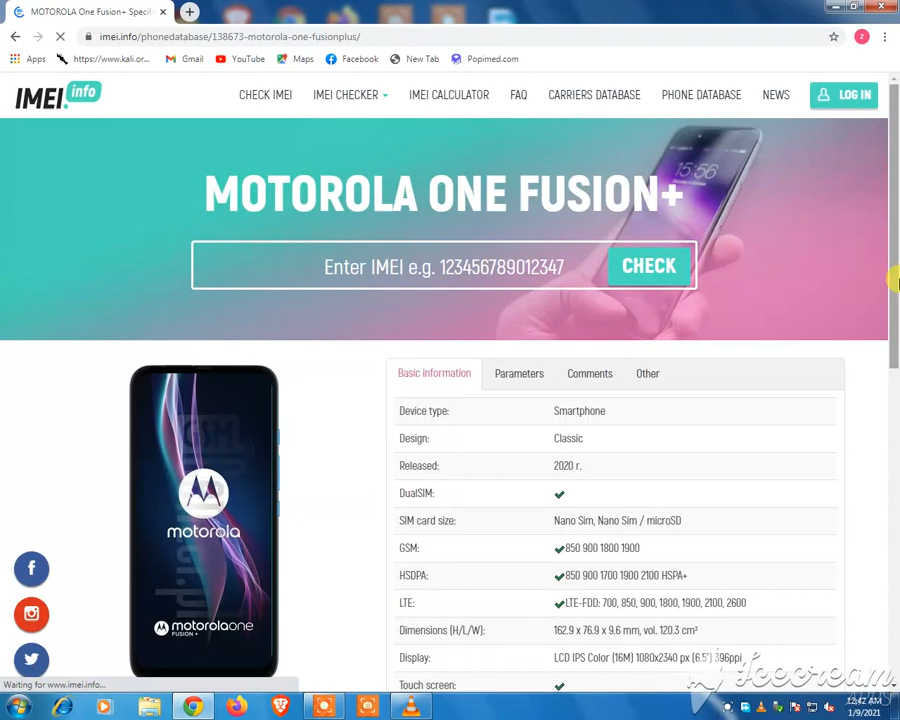 MOTOROLA One Fusion+ Specif
imei.info/phonedatabase/138673-motorola-one-fusionplus/
Z
Apps https://www.kali.or... Gmail YouTube Maps Facebook New Tab Popimed.com
IMEI.info CHECK IMEI IMEI CHECKER IMEI CALCULATOR FAQ CARRIERS DATABASE PHONE DATABASE NEWS LOG IN
15:56
MOTOROLA ONE FUSION+
Enter IMEI e.g. 123456789012347 CHECK
Basic information Parameters Comments Other
Device type: Smartphone
Design: Classic
Released: 2020 r.
DualSIM:
SIM card size: Nano Sim, Nano Sim / microSD
GSM: 850 900 1800 1900
HSDPA: 850 900 1700 1900 2100 HSPA+
LTE: LTE-FDD: 700, 850, 900, 1800, 1900, 2100, 2600
Dimensions (H/L/W): 162.9 x 76.9 x 9.6 mm, vol. 120.3 cm³
Display: LCD IPS Color (16M) 1080x2340 px (6.5") 396ppi
Touch screen:
motorola
motorola one
FUSION +
Waiting for www.imei.info...
Icecream
APPS
12:42 AM
1/9/2021